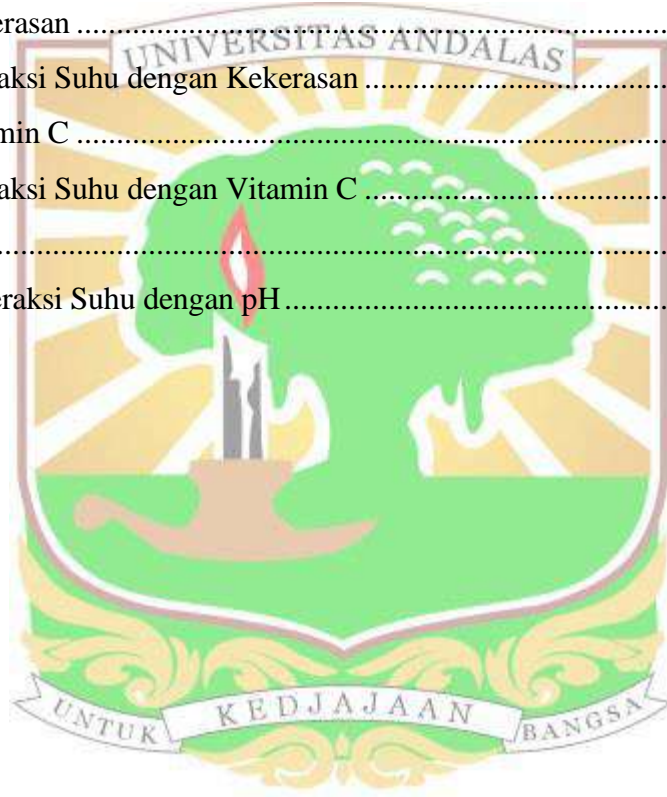 erasan ....................................................................
UNIVERSITAS ANDALAS
aksi Suhu dengan Kekerasan ....................................
min C ....................................................................
aksi Suhu dengan Vitamin C ....................................
....................................................................
eraksi Suhu dengan pH ..............................................
UNTUK KEDJAJAAN BANGSA